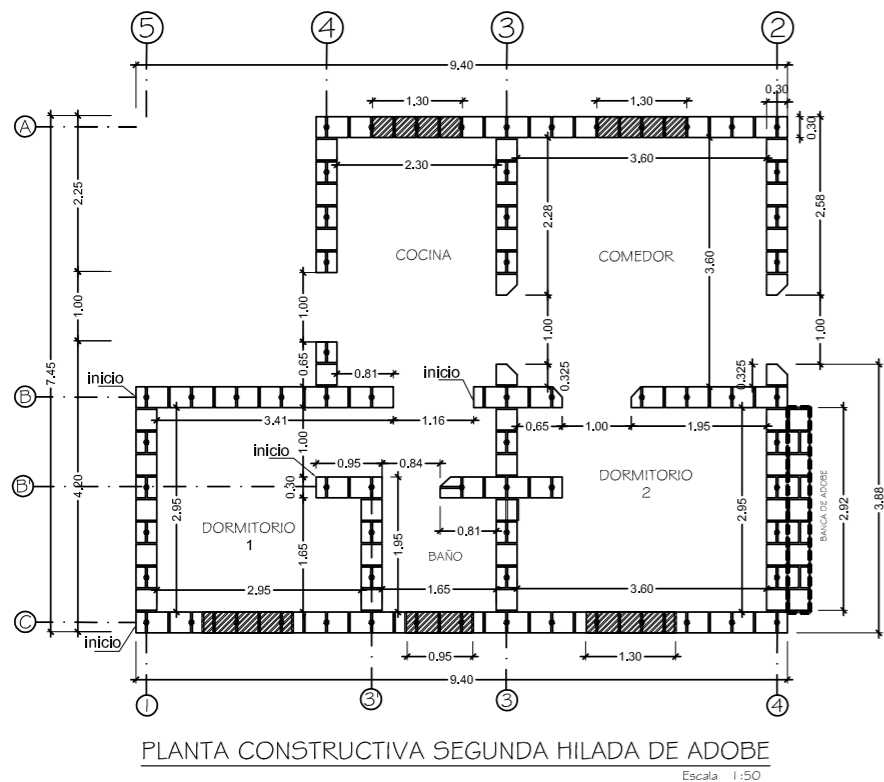 5 4 3 2
9.40
1.30 1.30 0.30
A
0.30
2.30 3.60
2.25 2.28 2.58
COCINA COMEDOR
3.60
1.00 1.00 1.00 1.00
7.45
0.65 0.81 0.325 0.325
inicio inicio
B
3.41 1.16 0.65 1.00 1.95
1.00
inicio
0.95 0.84
B'
0.30
4.20
DORMITORIO
2
BANCA DE ADOBE
2.92 3.88
2.95 2.95
DORMITORIO
1
0.81
BAÑO
1.65 1.95
2.95 1.65 3.60
C
inicio
0.95 1.30
9.40
1 3' 3 4
PLANTA CONSTRUCTIVA SEGUNDA HILADA DE ADOBE
Escala 1:50